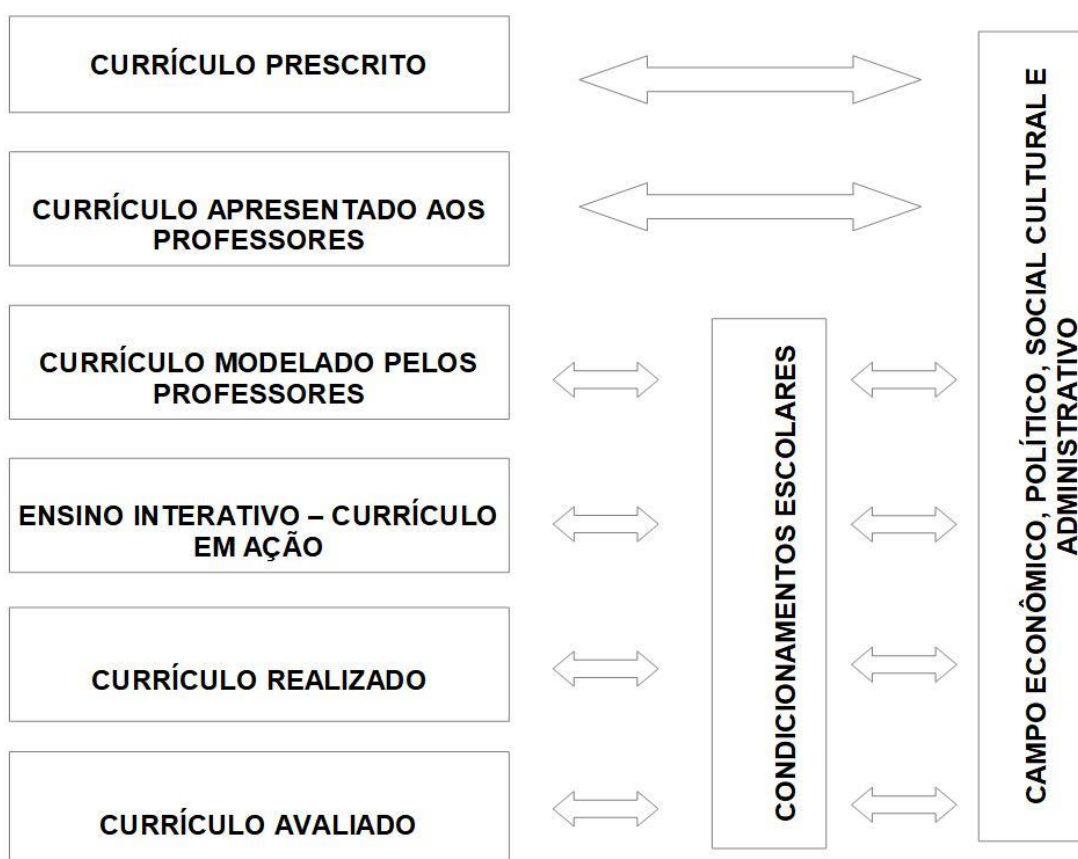 CURRÍCULO PRESCRITO
CURRÍCULO APRESENTADO AOS
PROFESSORES
CURRÍCULO MODELADO PELOS
PROFESSORES
ENSINO INTERATIVO – CURRÍCULO
EM AÇÃO
CURRÍCULO REALIZADO
CURRÍCULO AVALIADO
CONDICIONAMENTOS ESCOLARES
CAMPO ECONÔMICO, POLÍTICO, SOCIAL CULTURAL E
ADMINISTRATIVO